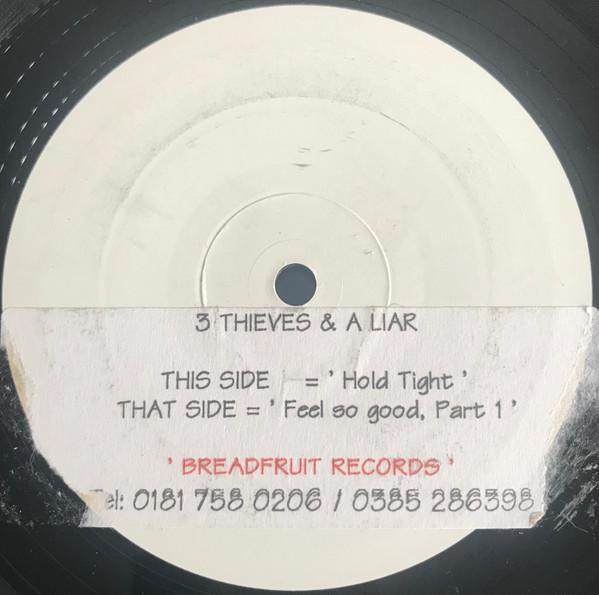 3 THIEVES & A LIAR
THIS SIDE = ' Hold Tight '
THAT SIDE = ' Feel so good, Part 1 '
' BREADFRUIT RECORDS '
Tel: 0181 758 0206 / 0385 286398